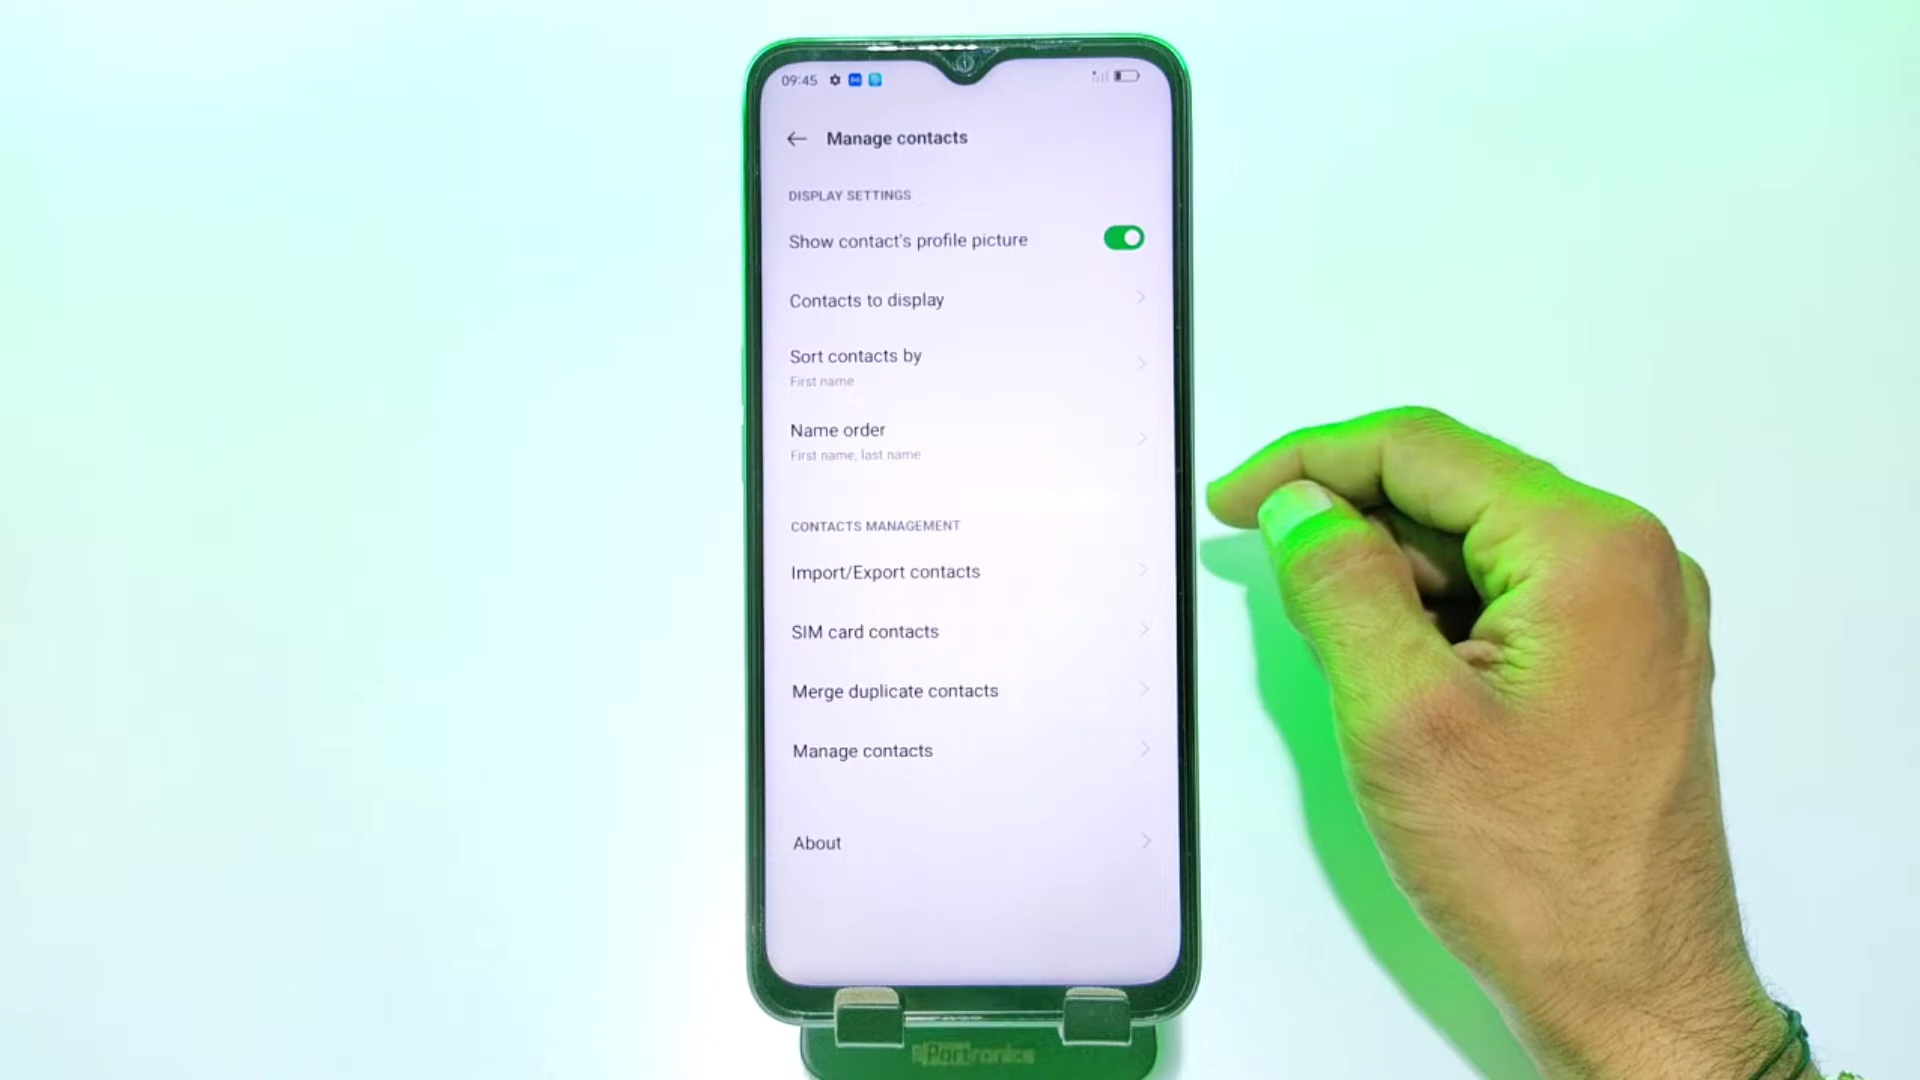 09:45
Manage contacts
DISPLAY SETTINGS
Show contact's profile picture
Contacts to display
Sort contacts by
First name
Name order
First name, last name
CONTACTS MANAGEMENT
Import/Export contacts
SIM card contacts
Merge duplicate contacts
Manage contacts
About
Portronics